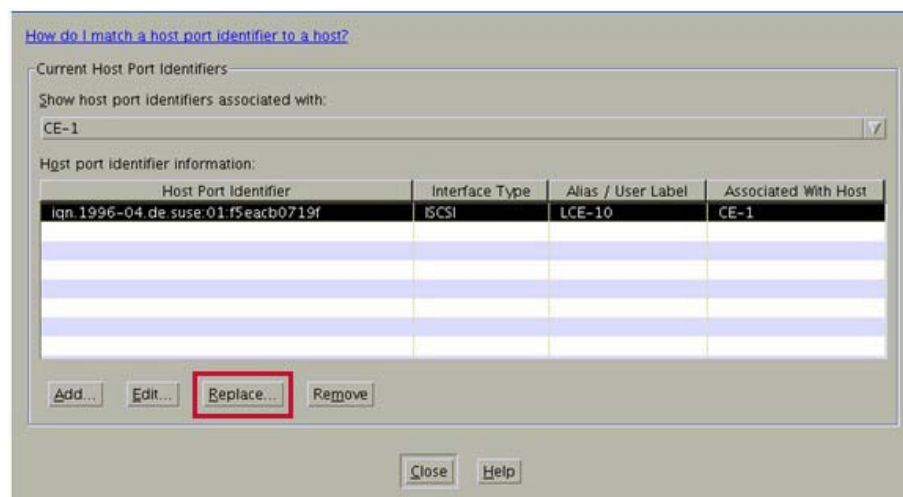 How do I match a host port identifier to a host?
Current Host Port Identifiers
Show host port identifiers associated with:
CE-1
Host port identifier information:
Host Port Identifier Interface Type Alias / User Label Associated With Host
iqn.1996-04.de.suse:01:f5eacb0719f ISCSI LCE-10 CE-1
Add... Edit... Replace... Remove
Close Help